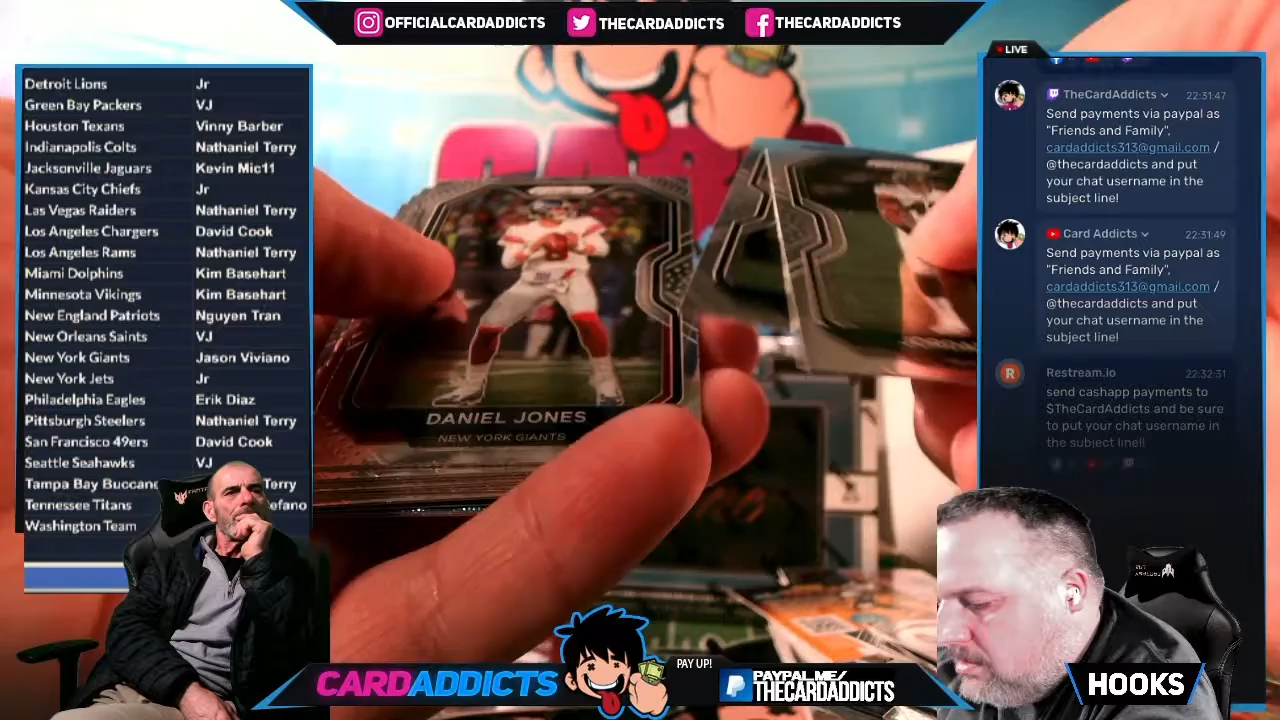 OFFICIALCARDADDICTS
THECARDADDICTS
THECARDADDICTS
Detroit Lions Jr
Green Bay Packers VJ
Houston Texans Vinny Barber
Indianapolis Colts Nathaniel Terry
Jacksonville Jaguars Kevin Mic11
Kansas City Chiefs Jr
Las Vegas Raiders Nathaniel Terry
Los Angeles Chargers David Cook
Los Angeles Rams Nathaniel Terry
Miami Dolphins Kim Basehart
Minnesota Vikings Kim Basehart
New England Patriots Nguyen Tran
New Orleans Saints VJ
New York Giants Jason Viviano
New York Jets Jr
Philadelphia Eagles Erik Diaz
Pittsburgh Steelers Nathaniel Terry
San Francisco 49ers David Cook
Seattle Seahawks VJ
Tampa Bay Buccane Terry
Tennessee Titans efano
Washington Team
DANIEL JONES
NEW YORK GIANTS
LIVE
TheCardAddicts 22:31:47
Send payments via paypal as
"Friends and Family",
cardaddicts313@gmail.com /
@thecardaddicts and put
your chat username in the
subject line!
Card Addicts 22:31:49
Send payments via paypal as
"Friends and Family",
cardaddicts313@gmail.com /
@thecardaddicts and put
your chat username in the
subject line!
R
Restream.io 22:32:31
send cashapp payments to
$TheCardAddicts and be sure
to put your chat username in
the subject line!!
CARDADDICTS
PAY UP!
PAYPAL.ME/
THECARDADDICTS
HOOKS